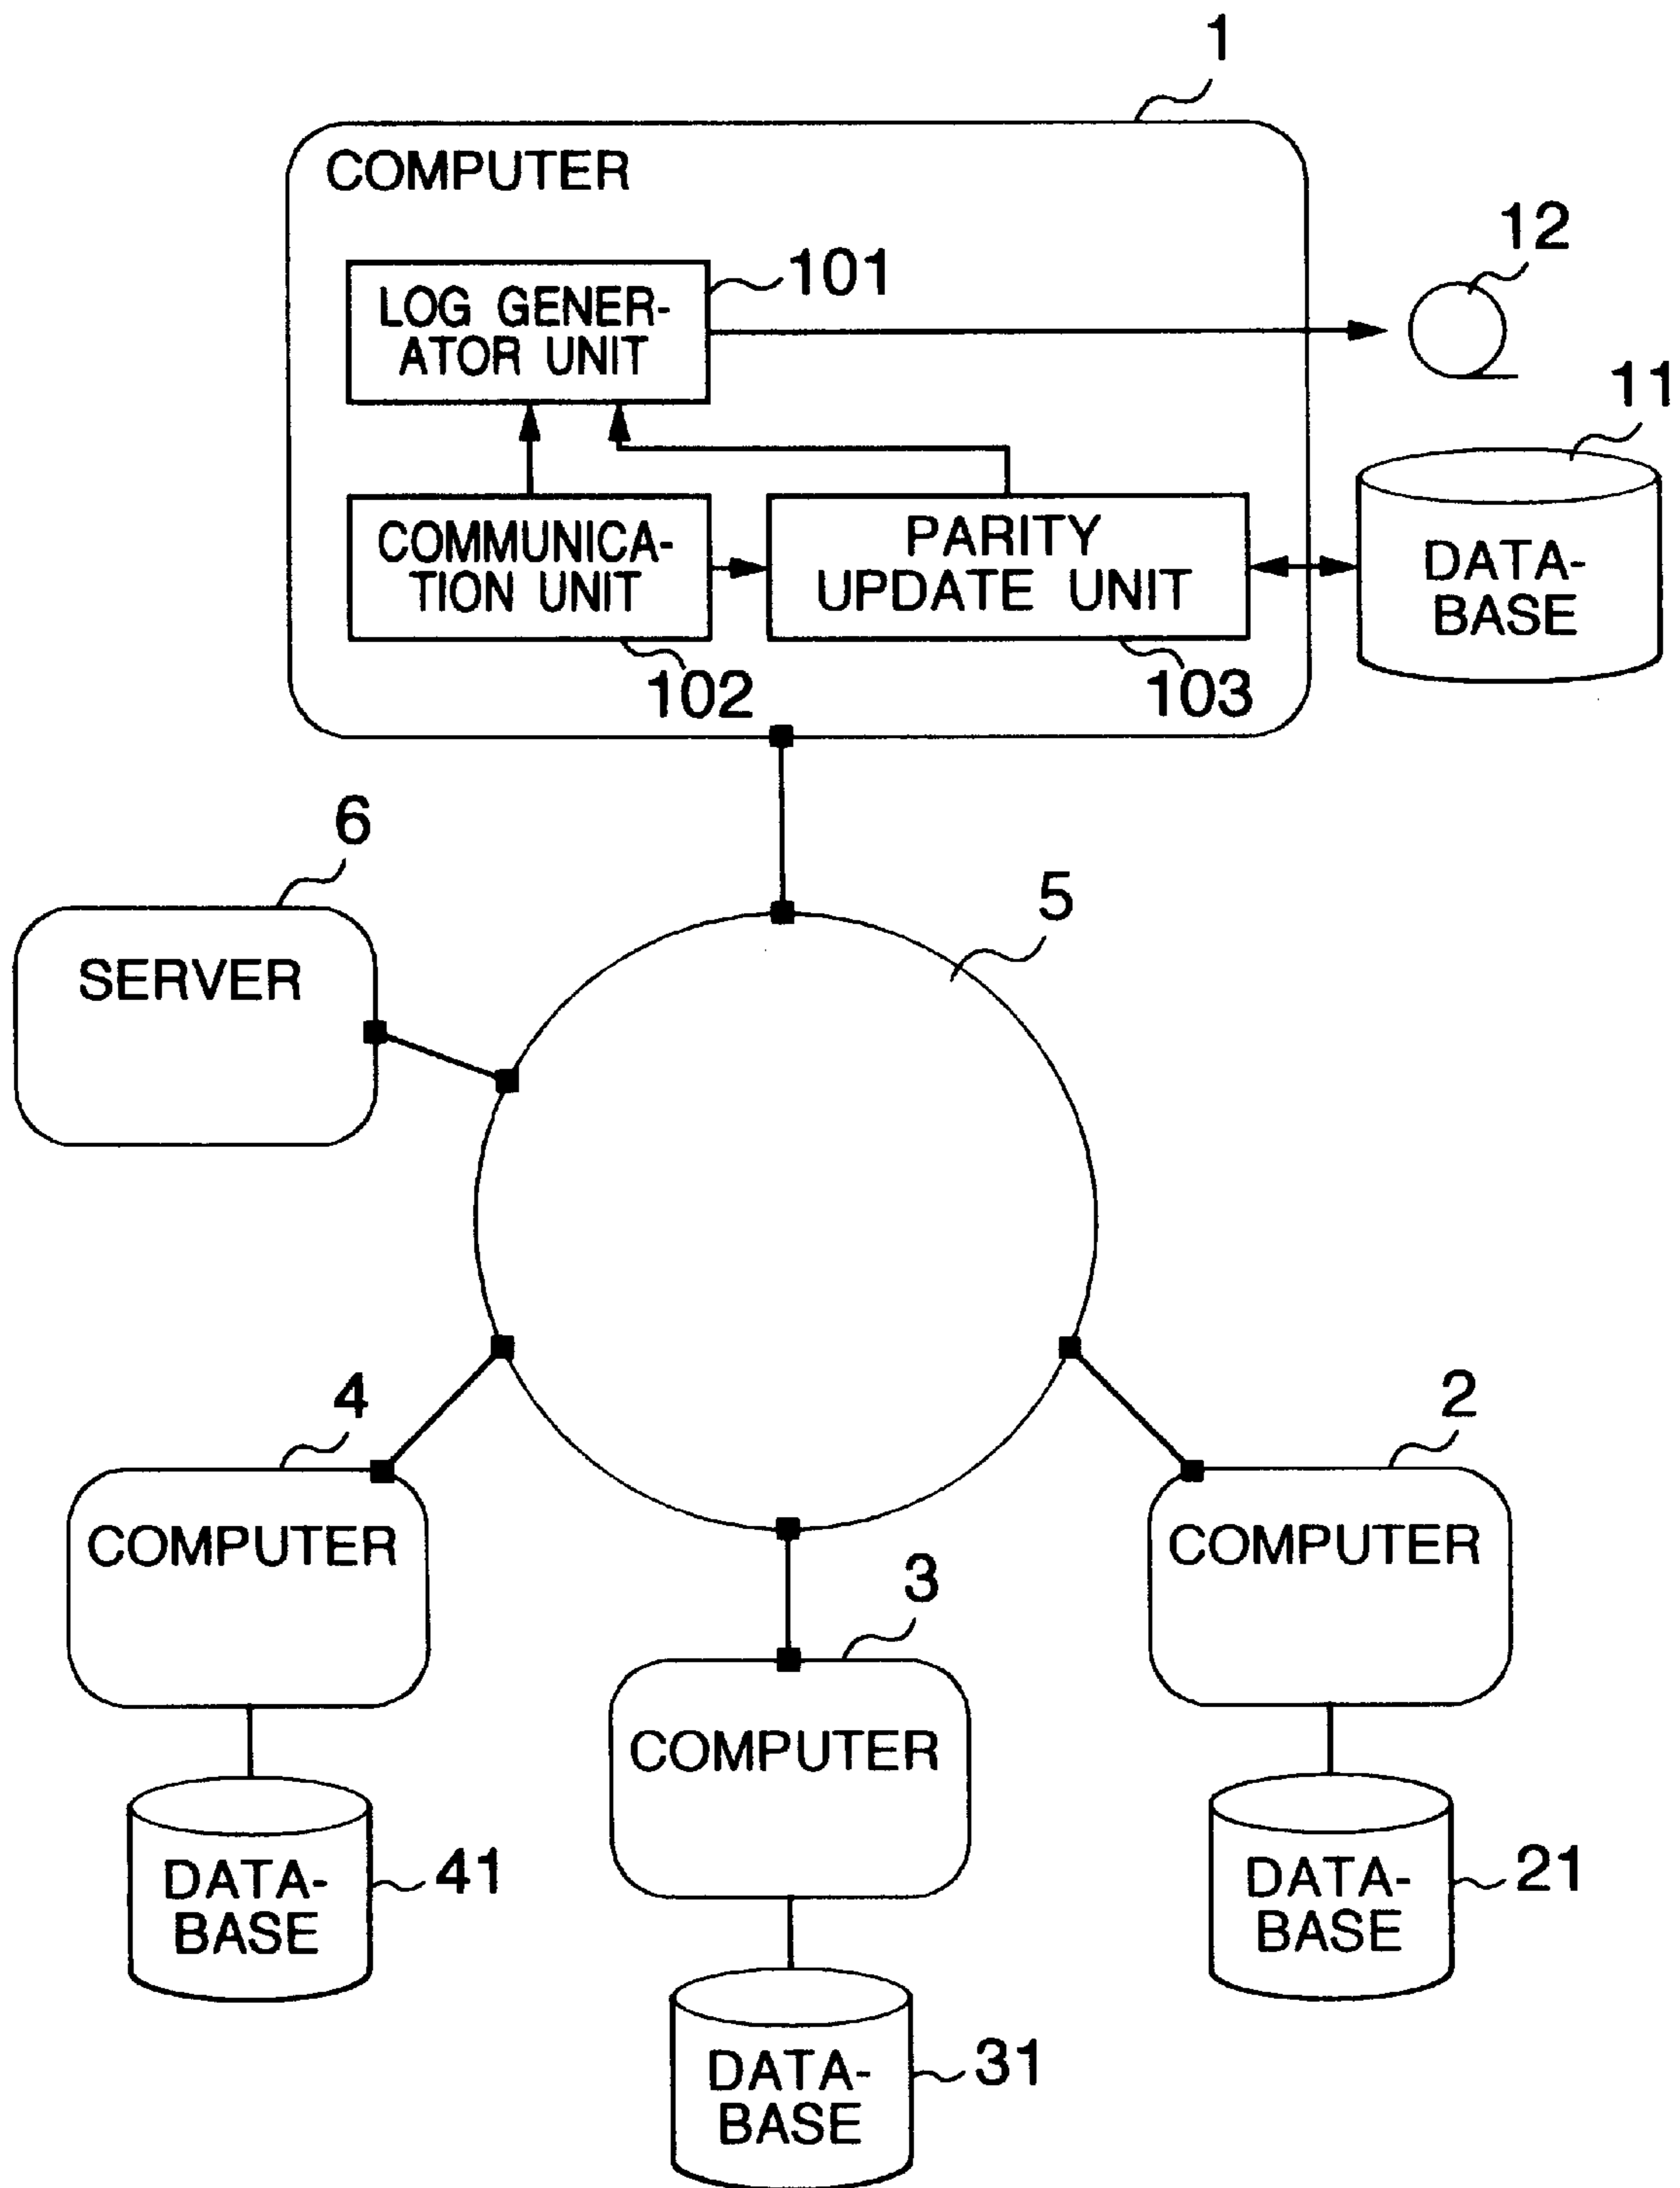 1
COMPUTER
12
101
LOG GENER-
ATOR UNIT
11
COMMUNICA-
TION UNIT
PARITY
UPDATE UNIT
DATA-
BASE
102
103
6
5
SERVER
4
2
COMPUTER
COMPUTER
3
COMPUTER
DATA-
BASE
41
DATA-
BASE
21
DATA-
BASE
31